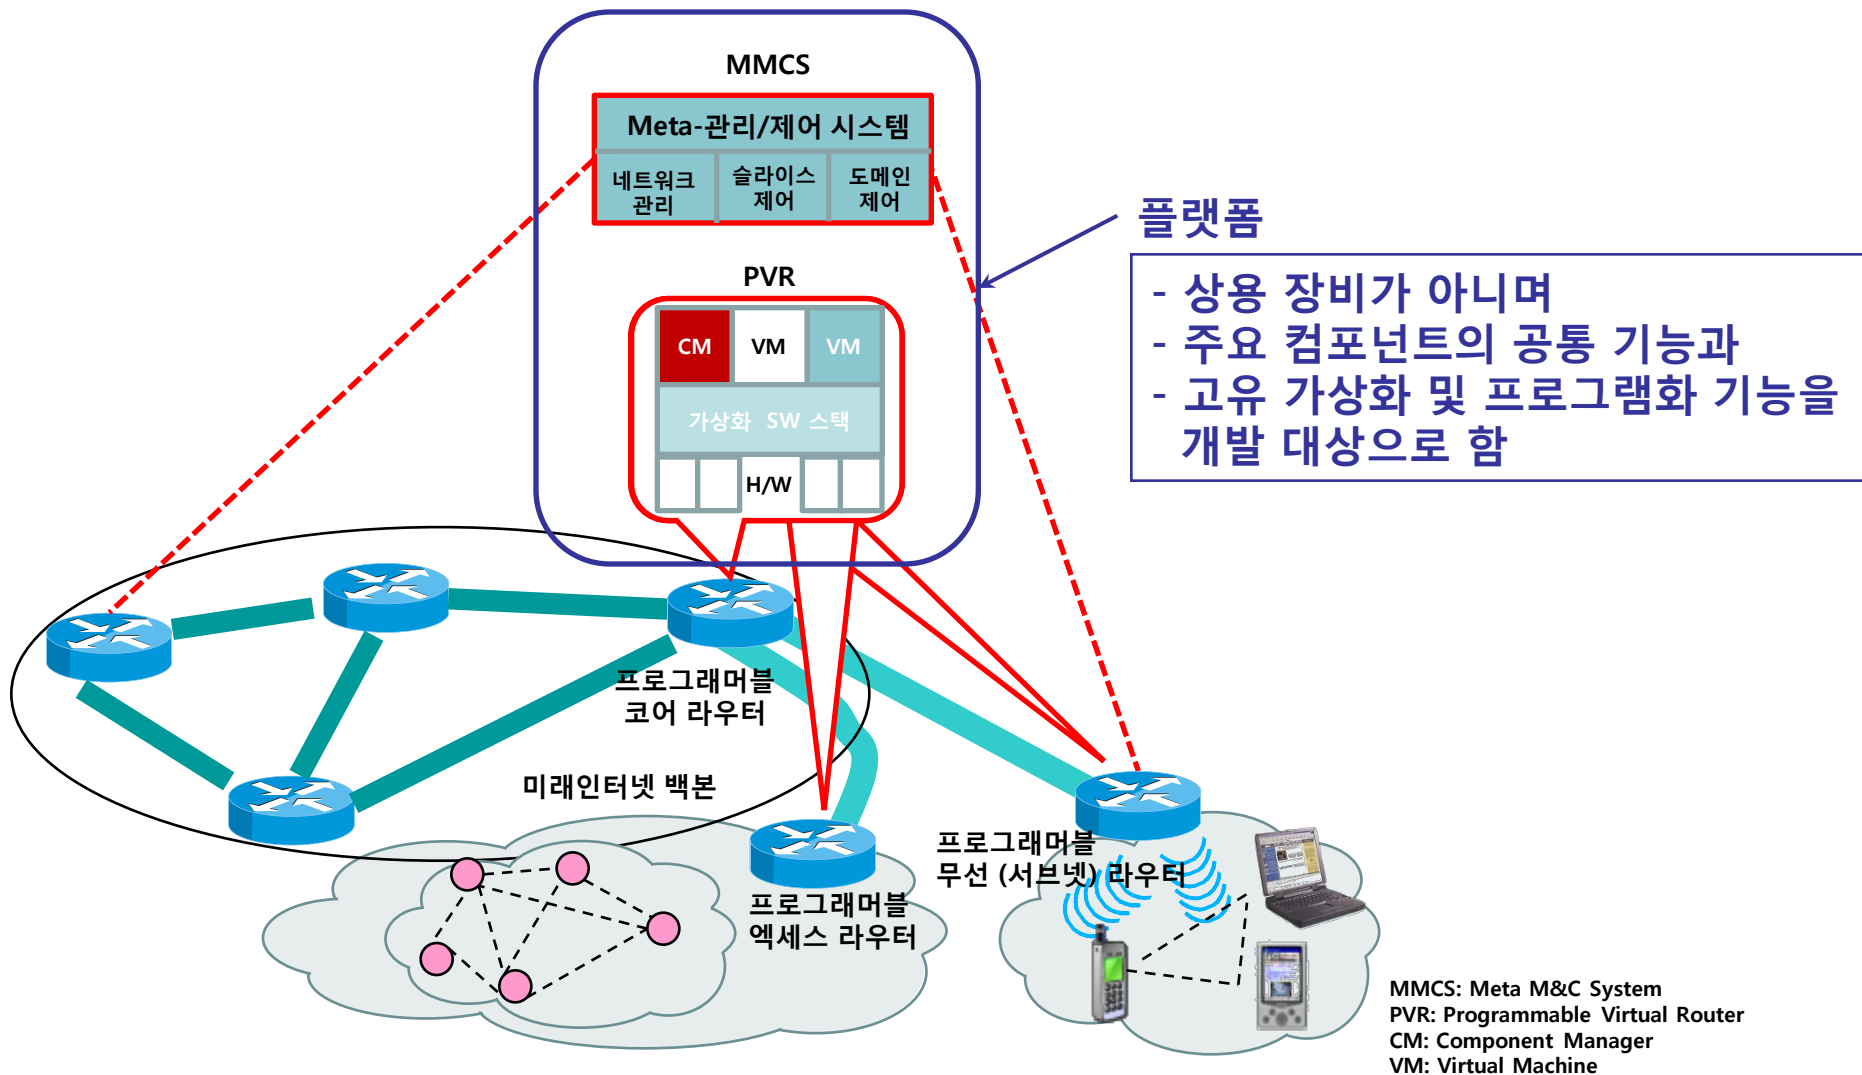 MMCS
Meta-관리/제어 시스템
네트워크
관리
슬라이스
제어
도메인
제어
플랫폼
- 상용 장비가 아니며
- 주요 컴포넌트의 공통 기능과
- 고유 가상화 및 프로그램화 기능을
개발 대상으로 함
PVR
CM
VM
VM
가상화 SW 스택
H/W
프로그래머블
코어 라우터
미래인터넷 백본
프로그래머블
무선 (서브넷) 라우터
프로그래머블
엑세스 라우터
MMCS: Meta M&C System
PVR: Programmable Virtual Router
CM: Component Manager
VM: Virtual Machine